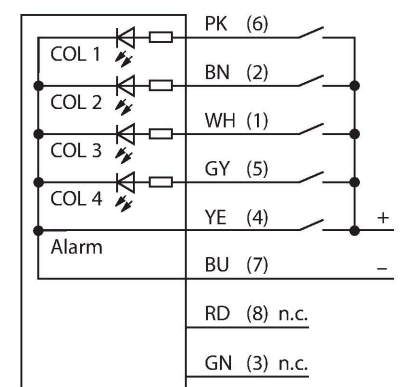 PK (6)
COL 1
BN (2)
COL 2
WH (1)
COL 3
GY (5)
COL 4
YE (4) +
Alarm
BU (7) –
RD (8) n.c.
GN (3) n.c.